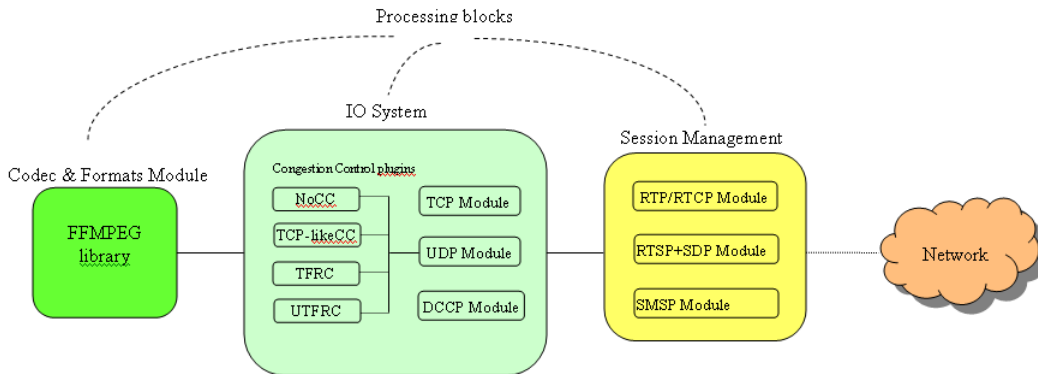 Processing blocks
IO System
Session Management
Codec & Formats Module
Congestion Control plugins
FFMPEG
library
NoCC
TCP-likeCC
TFRC
UTFRC
TCP Module
UDP Module
DCCP Module
RTP/RTCP Module
RTSP+SDP Module
SMSP Module
Network